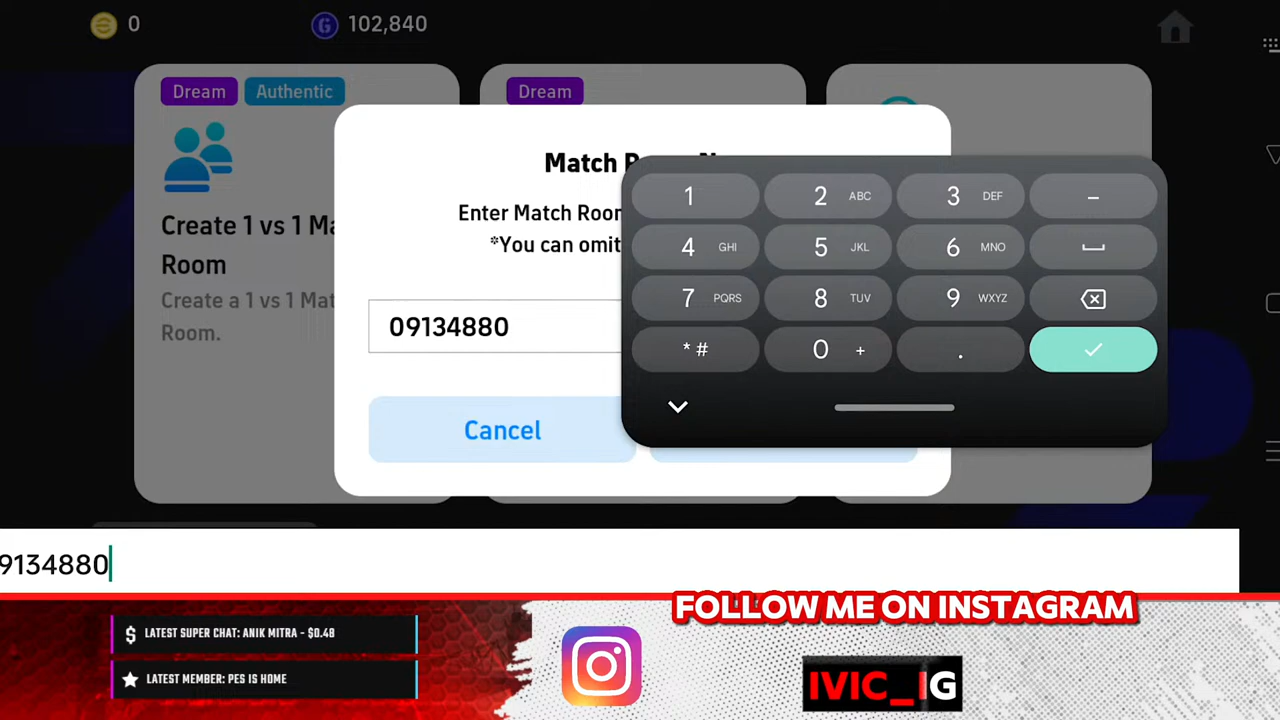 0
102,840
Dream
Authentic
Dream
Create 1 vs 1 Ma
Room
Create a 1 vs 1 Mat
Room.
Match
Enter Match Room
*You can omit
09134880
Cancel
1
2 ABC
3 DEF
–
4 GHI
5 JKL
6 MNO
7 PQRS
8 TUV
9 WXYZ
* #
0 +
.
9134880
FOLLOW ME ON INSTAGRAM
$ LATEST SUPER CHAT: ANIK MITRA - $0.48
LATEST MEMBER: PES IS HOME
IVIC_IG